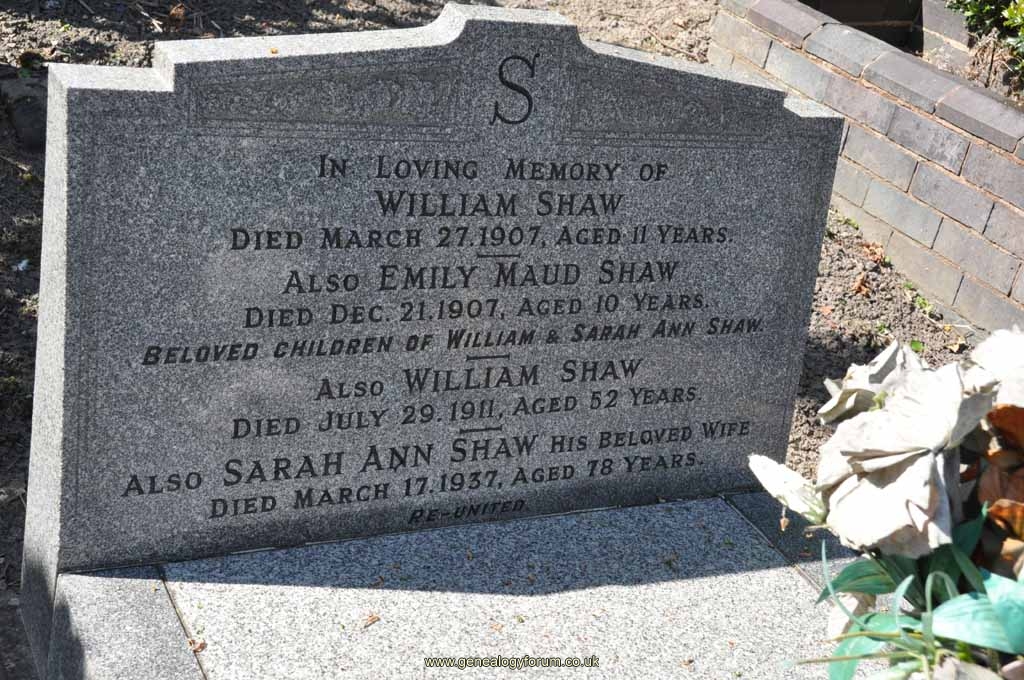 S
IN LOVING MEMORY OF
WILLIAM SHAW
DIED MARCH 27.1907, AGED 11 YEARS.
ALSO EMILY MAUD SHAW
DIED DEC. 21.1907, AGED 10 YEARS.
BELOVED CHILDREN OF WILLIAM & SARAH ANN SHAW.
ALSO WILLIAM SHAW
DIED JULY 29.1911, AGED 52 YEARS.
ALSO SARAH ANN SHAW HIS BELOVED WIFE
DIED MARCH 17.1937, AGED 78 YEARS.
RE-UNITED
www.genealogyforum.co.uk